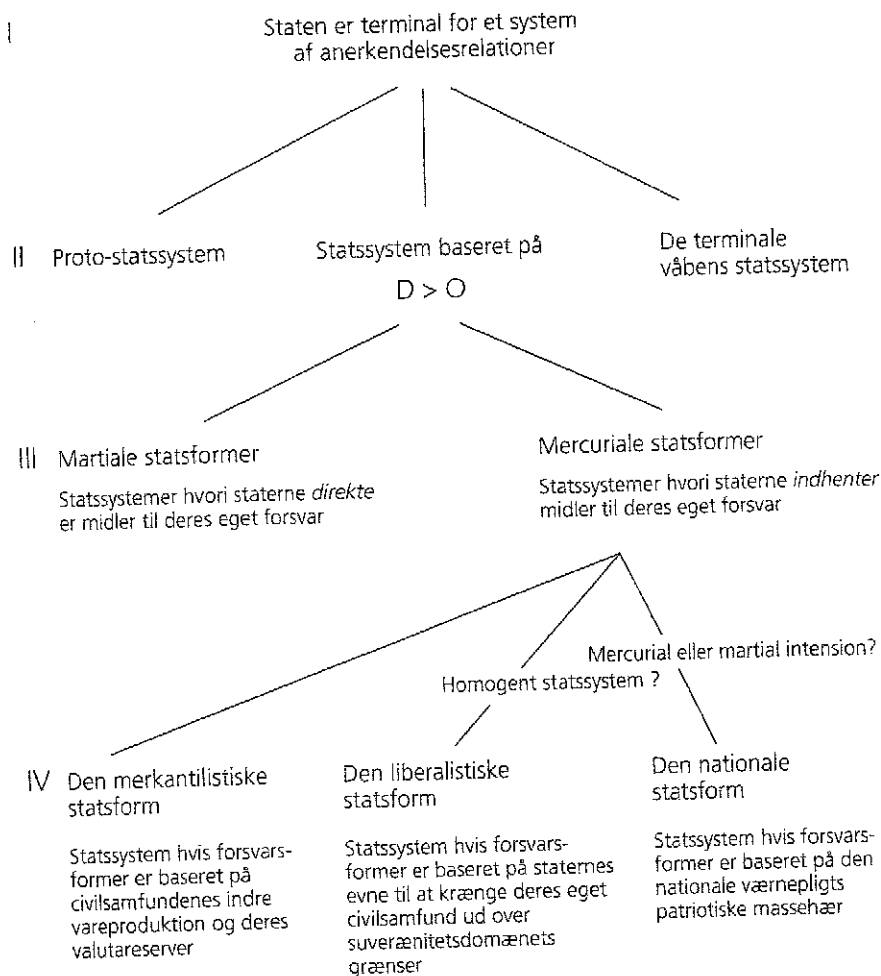 I
Staten er terminal for et system
af anerkendelsesrelationer
II Proto-statssystem
Statssystem baseret på
D > O
De terminale
våbens statssystem
III Martiale statsformer
Statssystemer hvori staterne direkte
er midler til deres eget forsvar
Mercuriale statsformer
Statssystemer hvori staterne indhenter
midler til deres eget forsvar
Mercurial eller martial intension?
Homogent statssystem ?
IV Den merkantilistiske
statsform
Statssystem hvis forsvars-
former er baseret på
civilsamfundenes indre
vareproduktion og deres
valutareserver
Den liberalistiske
statsform
Statssystem hvis forsvars-
former er baseret på staternes
evne til at krænge deres eget
civilsamfund ud over
suverænitetsdomænets
grænser
Den nationale
statsform
Statssystem hvis forsvars-
former er baseret på den
nationale værnepligts
patriotiske massehær